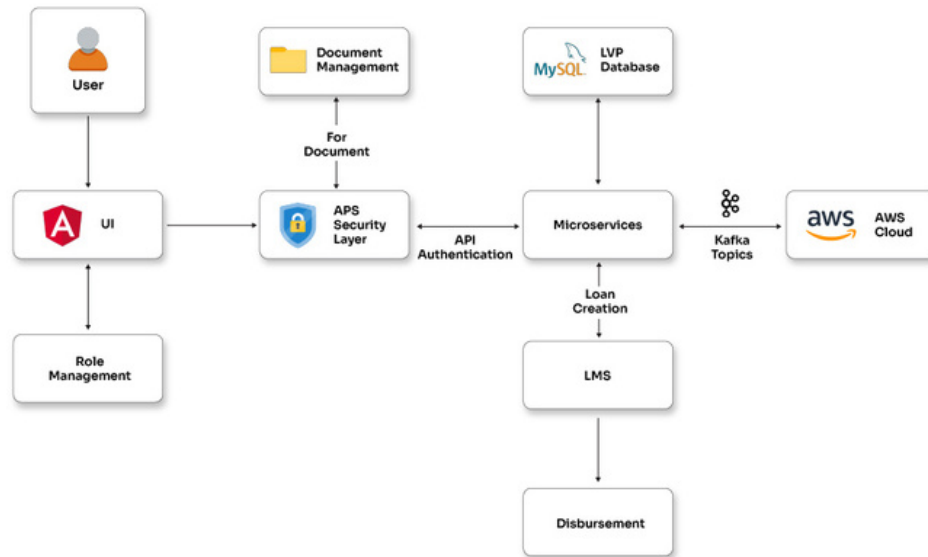 User
Document
Management
MySQL
LVP
Database
For
Document
UI
APS
Security
Layer
API
Authentication
Microservices
Kafka
Topics
aws
AWS
Cloud
Loan
Creation
Role
Management
LMS
Disbursement